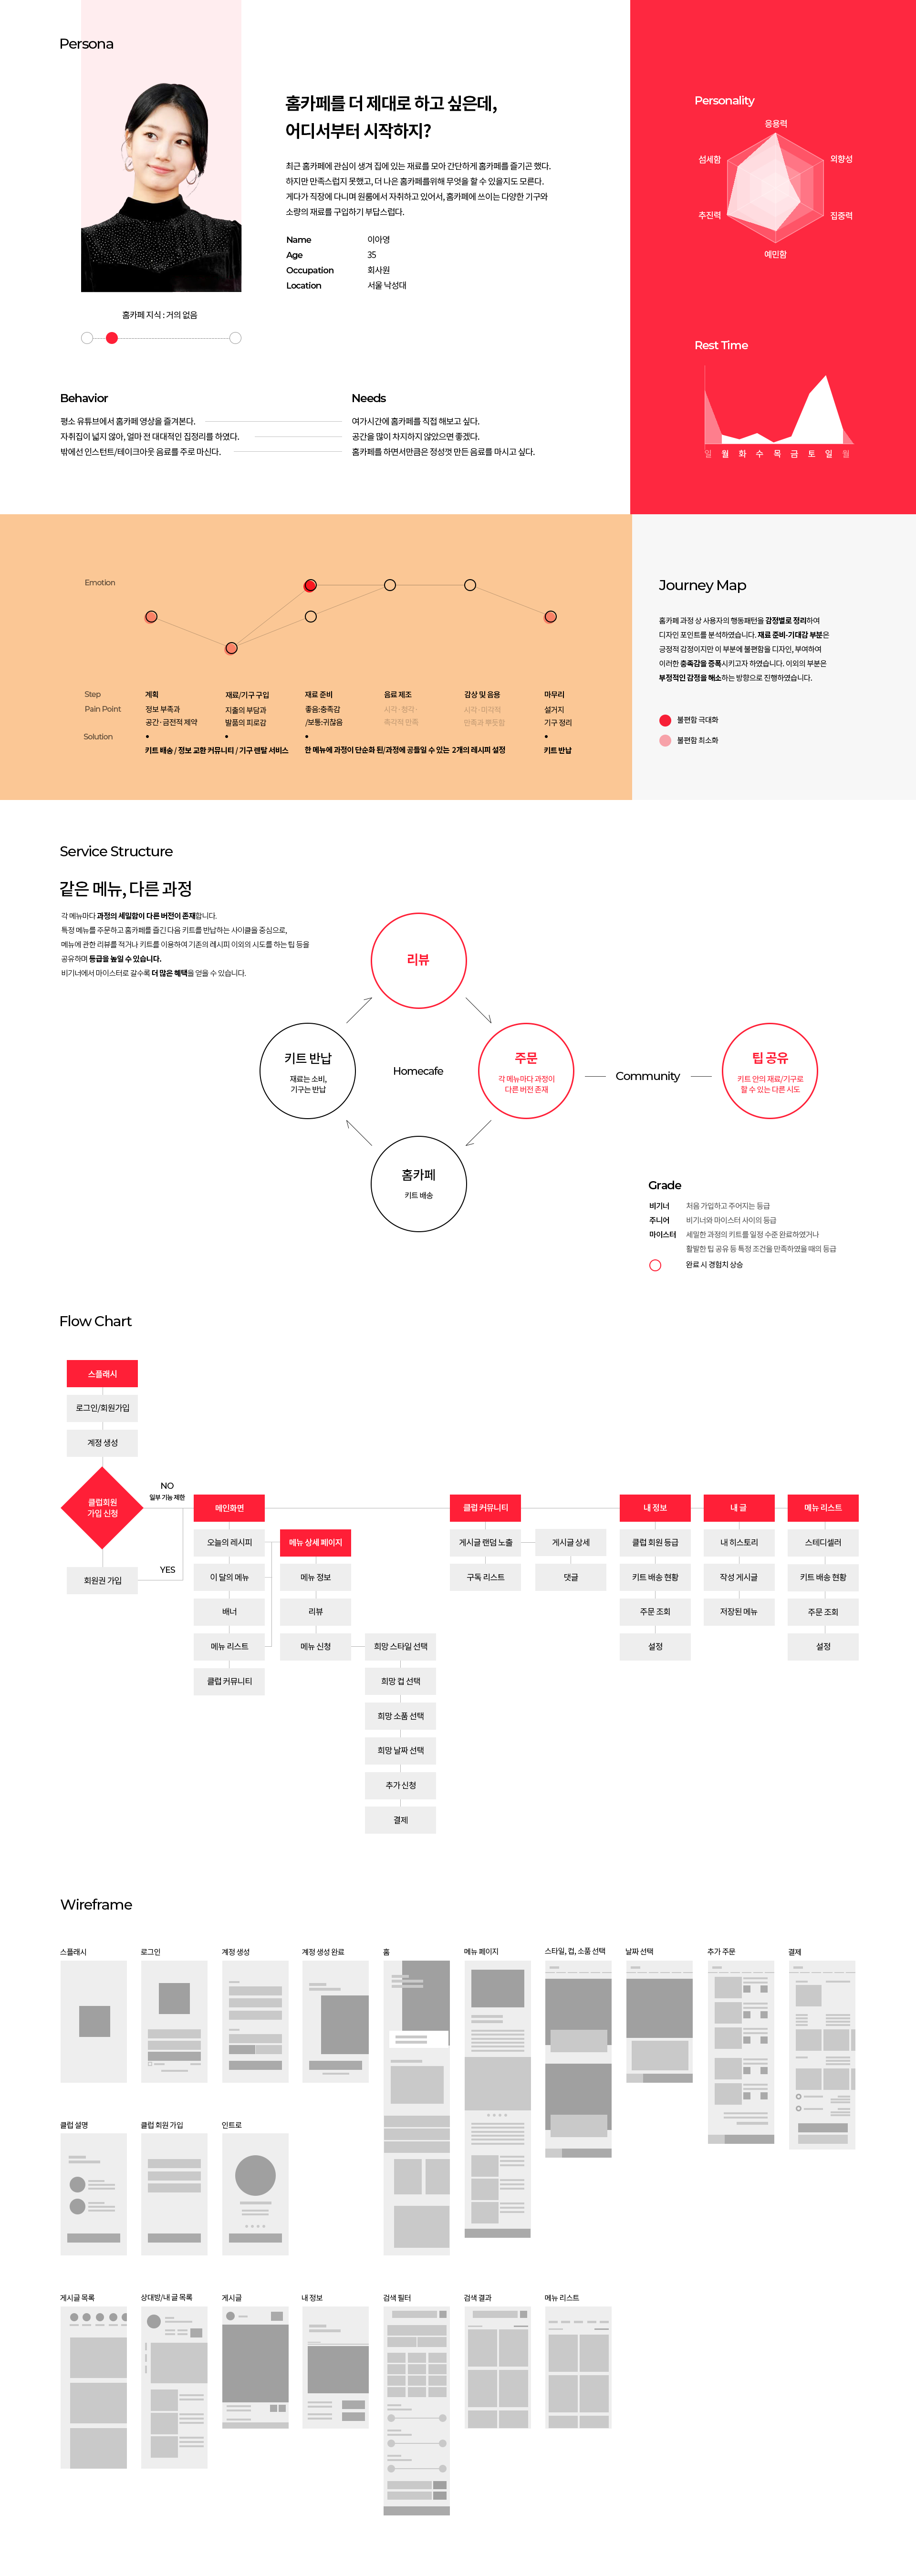 Persona
홈카페를 더 제대로 하고 싶은데,
어디서부터 시작하지?
최근 홈카페에 관심이 생겨 집에 있는 재료를 모아 간단하게 홈카페를 즐기곤 했다.
하지만 만족스럽지 못했고, 더 나은 홈카페를위해 무엇을 할 수 있을지도 모른다.
게다가 직장에 다니며 원룸에서 자취하고 있어서, 홈카페에 쓰이는 다양한 기구와
소량의 재료를 구입하기 부담스럽다.
Name 이아영
Age 35
Occupation 회사원
Location 서울 낙성대
홈카페 지식 : 거의 없음
Behavior
평소 유튜브에서 홈카페 영상을 즐겨본다.
자취집이 넓지 않아, 얼마 전 대대적인 집정리를 하였다.
밖에선 인스턴트/테이크아웃 음료를 주로 마신다.
Needs
여가시간에 홈카페를 직접 해보고 싶다.
공간을 많이 차지하지 않았으면 좋겠다.
홈카페를 하면서만큼은 정성껏 만든 음료를 마시고 싶다.
Personality
응용력
섬세함
외향성
추진력
집중력
예민함
Rest Time
일 월 화 수 목 금 토 일 월
Emotion
Step 계획 재료/기구 구입 재료 준비 음료 제조 감상 및 음용 마무리
Pain Point 정보 부족과 지출의 부담과 좋음:충족감 시각·청각· 시각·미각적 설거지
공간·금전적 제약 발품의 피로감 /보통:귀찮음 촉각적 만족 만족과 뿌듯함 기구 정리
Solution
키트 배송 / 정보 교환 커뮤니티 / 기구 렌탈 서비스 한 메뉴에 과정이 단순화 된/과정에 공들일 수 있는 2개의 레시피 설정 키트 반납
Journey Map
홈카페 과정 상 사용자의 행동패턴을 감정별로 정리하여
디자인 포인트를 분석하였습니다. 재료 준비-기대감 부분은
긍정적 감정이지만 이 부분에 불편함을 디자인, 부여하여
이러한 충족감을 증폭시키고자 하였습니다. 이외의 부분은
부정적인 감정을 해소하는 방향으로 진행하였습니다.
불편함 극대화
불편함 최소화
Service Structure
같은 메뉴, 다른 과정
각 메뉴마다 과정의 세밀함이 다른 버전이 존재합니다.
특정 메뉴를 주문하고 홈카페를 즐긴 다음 키트를 반납하는 사이클을 중심으로,
메뉴에 관한 리뷰를 적거나 키트를 이용하여 기존의 레시피 이외의 시도를 하는 팁 등을
공유하며 등급을 높일 수 있습니다.
비기너에서 마이스터로 갈수록 더 많은 혜택을 얻을 수 있습니다.
리뷰
키트 반납
재료는 소비,
기구는 반납
Homecafe
주문
각 메뉴마다 과정이
다른 버전 존재
Community
팁 공유
키트 안의 재료/기구로
할 수 있는 다른 시도
홈카페
키트 배송
Grade
비기너 처음 가입하고 주어지는 등급
주니어 비기너와 마이스터 사이의 등급
마이스터 세밀한 과정의 키트를 일정 수준 완료하였거나
활발한 팁 공유 등 특정 조건을 만족하였을 때의 등급
완료 시 경험치 상승
Flow Chart
스플래시
로그인/회원가입
계정 생성
클럽회원
가입 신청
NO
일부 기능 제한
YES
회원권 가입
메인화면
오늘의 레시피
이 달의 메뉴
배너
메뉴 리스트
클럽 커뮤니티
메뉴 상세 페이지
메뉴 정보
리뷰
메뉴 신청
희망 스타일 선택
희망 컵 선택
희망 소품 선택
희망 날짜 선택
추가 신청
결제
클럽 커뮤니티
게시글 랜덤 노출
구독 리스트
게시글 상세
댓글
내 정보
클럽 회원 등급
키트 배송 현황
주문 조회
설정
내 글
내 히스토리
작성 게시글
저장된 메뉴
메뉴 리스트
스테디셀러
키트 배송 현황
주문 조회
설정
Wireframe
스플래시 로그인 계정 생성 계정 생성 완료 홈 메뉴 페이지 스타일, 컵, 소품 선택 날짜 선택 추가 주문 결제
클럽 설명 클럽 회원 가입 인트로
게시글 목록 상대방/내 글 목록 게시글 내 정보 검색 필터 검색 결과 메뉴 리스트